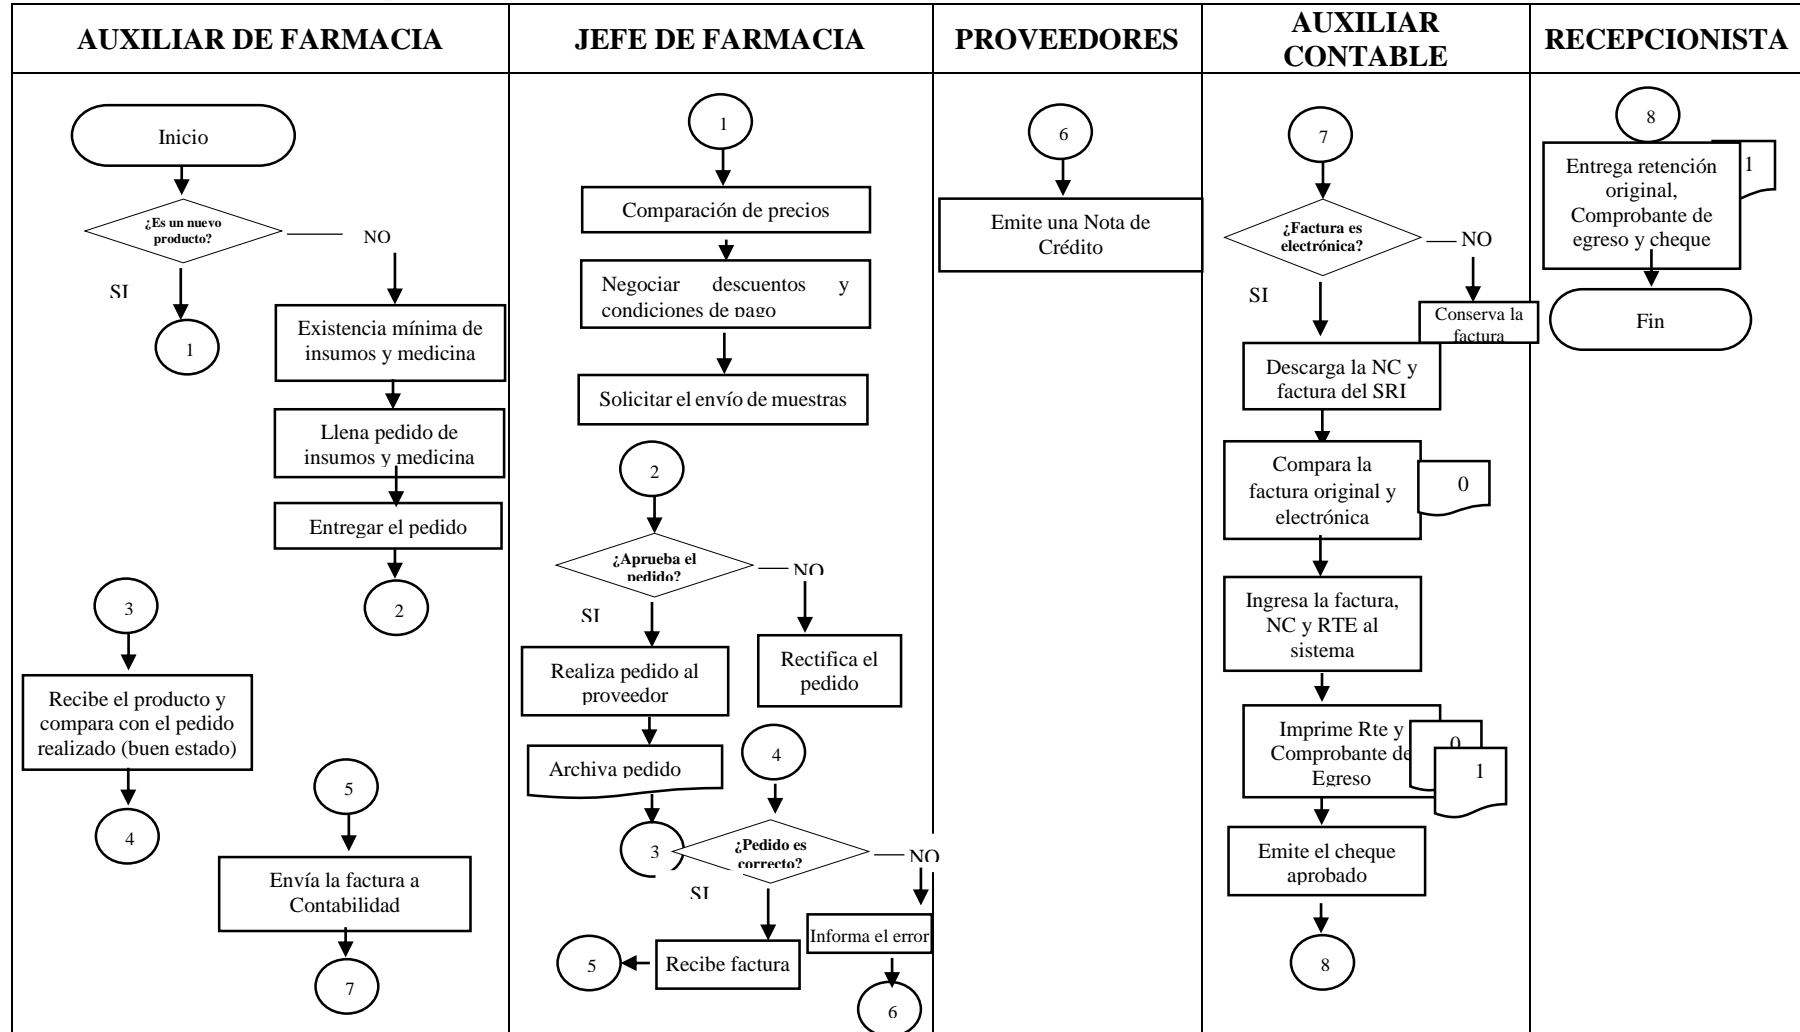 AUXILIAR DE FARMACIA
JEFE DE FARMACIA
PROVEEDORES
AUXILIAR
CONTABLE
RECEPCIONISTA
Inicio
¿Es un nuevo
producto?
NO
SI
1
Existencia mínima de
insumos y medicina
Llena pedido de
insumos y medicina
Entregar el pedido
2
3
Recibe el producto y
compara con el pedido
realizado (buen estado)
4
5
Envía la factura a
Contabilidad
7
1
Comparación de precios
Negociar descuentos y
condiciones de pago
Solicitar el envío de muestras
2
¿Aprueba el
pedido?
NO
SI
Realiza pedido al
proveedor
Rectifica el
pedido
Archiva pedido
3
4
¿Pedido es
correcto?
NO
SI
Informa el error
Recibe factura
5
6
6
Emite una Nota de
Crédito
7
¿Factura es
electrónica?
NO
SI
Conserva la
factura
Descarga la NC y
factura del SRI
Compara la
factura original y
electrónica
0
Ingresa la factura,
NC y RTE al
sistema
Imprime Rte y
Comprobante de
Egreso
0
1
Emite el cheque
aprobado
8
8
Entrega retención
original,
Comprobante de
egreso y cheque
1
Fin